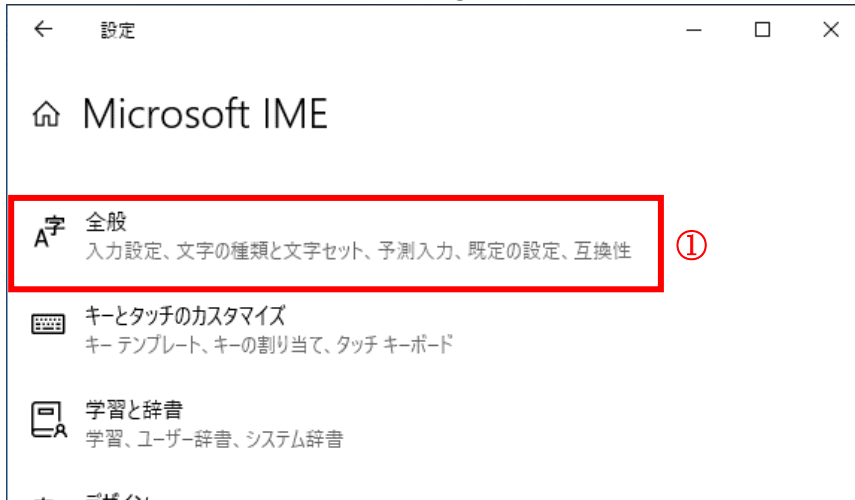 設定
Microsoft IME
全般
入力設定、文字の種類と文字セット、予測入力、既定の設定、互換性
①
キーとタッチのカスタマイズ
キー テンプレート、キーの割り当て、タッチ キーボード
学習と辞書
学習、ユーザー辞書、システム辞書
デザイン